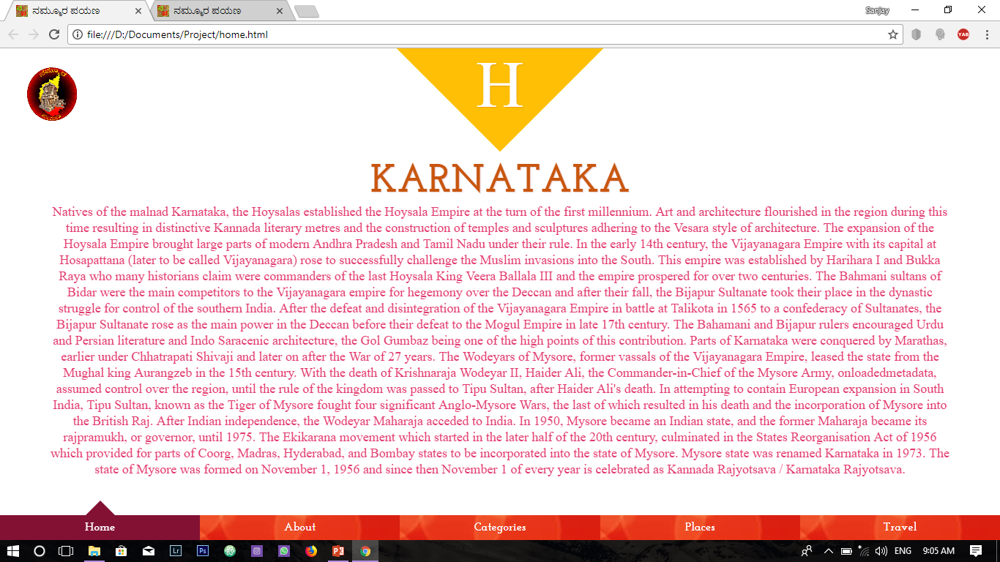 ನಮ್ಮೂರ ಪಯಣ
ನಮ್ಮೂರ ಪಯಣ
Sanjay
file:///D:/Documents/Project/home.html
YAB
ನಮ್ಮೂರ
H
KARNATAKA
Natives of the malnad Karnataka, the Hoysalas established the Hoysala Empire at the turn of the first millennium. Art and architecture flourished in the region during this
time resulting in distinctive Kannada literary metres and the construction of temples and sculptures adhering to the Vesara style of architecture. The expansion of the
Hoysala Empire brought large parts of modern Andhra Pradesh and Tamil Nadu under their rule. In the early 14th century, the Vijayanagara Empire with its capital at
Hosapattana (later to be called Vijayanagara) rose to successfully challenge the Muslim invasions into the South. This empire was established by Harihara I and Bukka
Raya who many historians claim were commanders of the last Hoysala King Veera Ballala III and the empire prospered for over two centuries. The Bahmani sultans of
Bidar were the main competitors to the Vijayanagara empire for hegemony over the Deccan and after their fall, the Bijapur Sultanate took their place in the dynastic
struggle for control of the southern India. After the defeat and disintegration of the Vijayanagara Empire in battle at Talikota in 1565 to a confederacy of Sultanates, the
Bijapur Sultanate rose as the main power in the Deccan before their defeat to the Mogul Empire in late 17th century. The Bahamani and Bijapur rulers encouraged Urdu
and Persian literature and Indo Saracenic architecture, the Gol Gumbaz being one of the high points of this contribution. Parts of Karnataka were conquered by Marathas,
earlier under Chhatrapati Shivaji and later on after the War of 27 years. The Wodeyars of Mysore, former vassals of the Vijayanagara Empire, leased the state from the
Mughal king Aurangzeb in the 15th century. With the death of Krishnaraja Wodeyar II, Haider Ali, the Commander-in-Chief of the Mysore Army, onloadedmetadata,
assumed control over the region, until the rule of the kingdom was passed to Tipu Sultan, after Haider Ali's death. In attempting to contain European expansion in South
India, Tipu Sultan, known as the Tiger of Mysore fought four significant Anglo-Mysore Wars, the last of which resulted in his death and the incorporation of Mysore into
the British Raj. After Indian independence, the Wodeyar Maharaja acceded to India. In 1950, Mysore became an Indian state, and the former Maharaja became its
rajpramukh, or governor, until 1975. The Ekikarana movement which started in the later half of the 20th century, culminated in the States Reorganisation Act of 1956
which provided for parts of Coorg, Madras, Hyderabad, and Bombay states to be incorporated into the state of Mysore. Mysore state was renamed Karnataka in 1973. The
state of Mysore was formed on November 1, 1956 and since then November 1 of every year is celebrated as Kannada Rajyotsava / Karnataka Rajyotsava.
Home About Categories Places Travel
Lr Ps ENG 9:05 AM